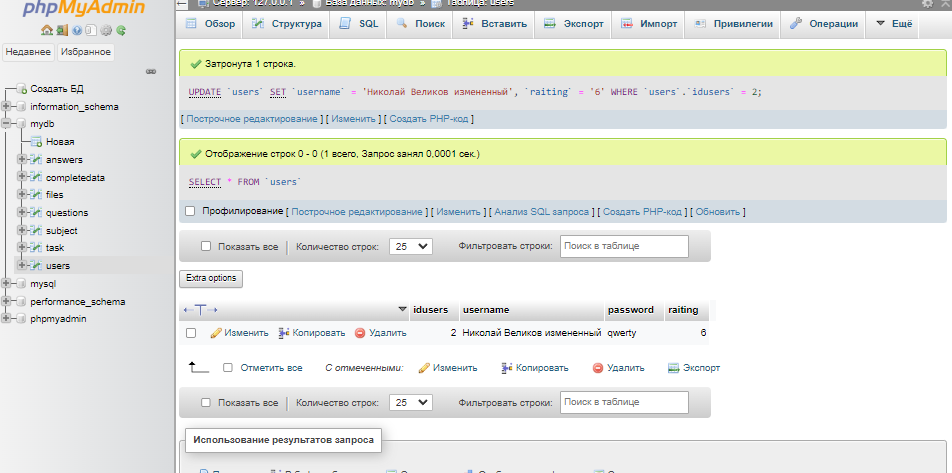 phpMyAdmin
Недавнее Избранное
Создать БД
information_schema
mydb
Новая
answers
completedata
files
questions
subject
task
users
mysql
performance_schema
phpmyadmin
Сервер: 127.0.0.1 » База данных: mydb » Таблица: users
Обзор Структура SQL Поиск Вставить Экспорт Импорт Привилегии Операции Ещё
Затронута 1 строка.
UPDATE `users` SET `username` = 'Николай Великов измененный', `raiting` = '6' WHERE `users`.`idusers` = 2;
[ Построчное редактирование ] [ Изменить ] [ Создать PHP-код ]
Отображение строк 0 - 0 (1 всего, Запрос занял 0,0001 сек.)
SELECT * FROM `users`
Профилирование [ Построчное редактирование ] [ Изменить ] [ Анализ SQL запроса ] [ Создать PHP-код ] [ Обновить ]
Показать все | Количество строк: 25 Фильтровать строки: Поиск в таблице
Extra options
←T→ idusers username password raiting
Изменить Копировать Удалить 2 Николай Великов измененный qwerty 6
Отметить все С отмеченными: Изменить Копировать Удалить Экспорт
Показать все | Количество строк: 25 Фильтровать строки: Поиск в таблице
Использование результатов запроса